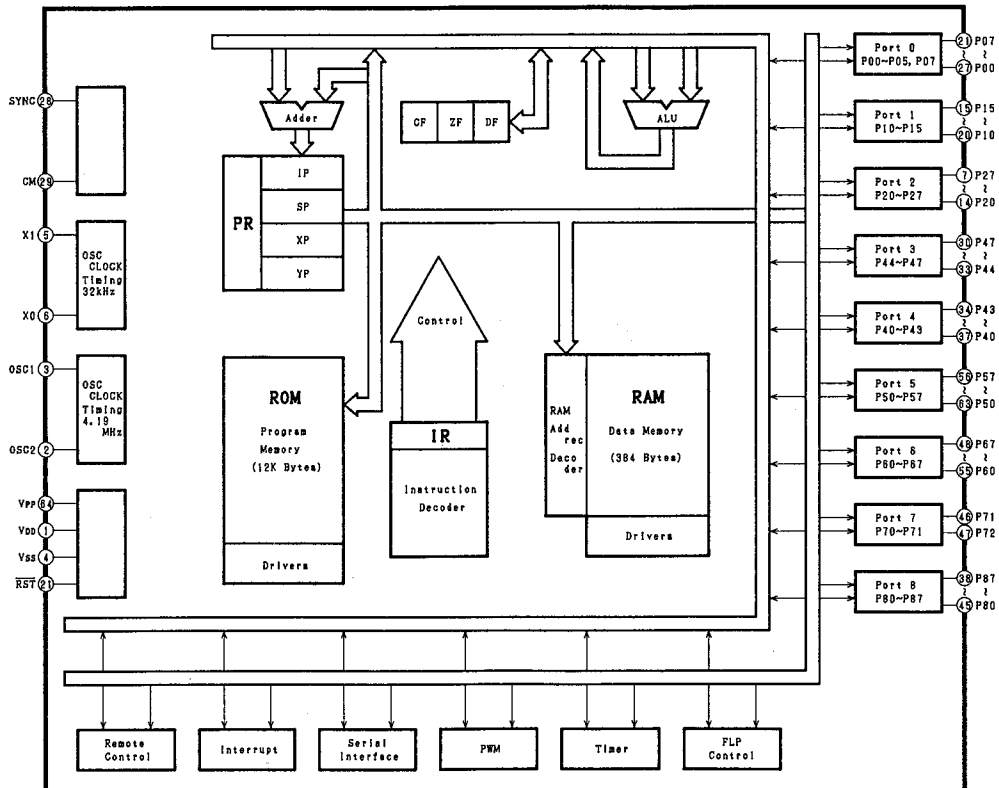 SYNC 28
CM 29
X1 5
OSC
CLOCK
Timing
32kHz
X0 6
OSC1 3
OSC
CLOCK
Timing
4.19
MHz
OSC2 2
VPP 64
VDD 1
VSS 4
RST 21
Adder
CF ZF DF
ALU
PR
IP
SP
XP
YP
Control
ROM
Program
Memory
(12K Bytes)
Drivers
IR
Instruction
Decoder
RAM
Add
rec
Decoder
RAM
Data Memory
(384 Bytes)
Drivers
Port 0
P00~P05, P07
21 P07
~ ~
27 P00
Port 1
P10~P15
15 P15
~ ~
20 P10
Port 2
P20~P27
7 P27
~ ~
14 P20
Port 3
P44~P47
30 P47
~ ~
33 P44
Port 4
P40~P43
34 P43
~ ~
37 P40
Port 5
P50~P57
56 P57
~ ~
63 P50
Port 6
P60~P67
48 P67
~ ~
55 P60
Port 7
P70~P71
46 P71
47 P72
Port 8
P80~P87
38 P87
~ ~
45 P80
Remote
Control
Interrupt
Serial
Interface
PWM
Timer
FLP
Control